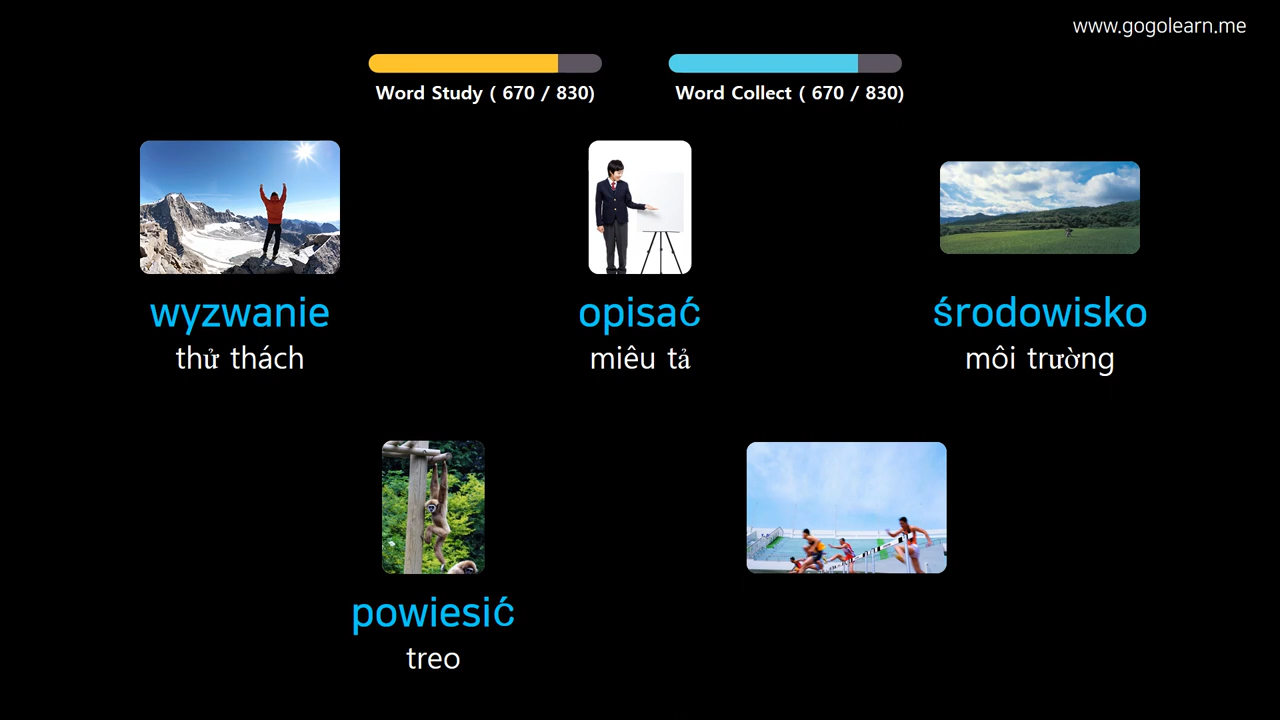 www.gogolearn.me
Word Study ( 670 / 830)
Word Collect ( 670 / 830)
wyzwanie
thử thách
opisać
miêu tả
środowisko
môi trường
powiesić
treo